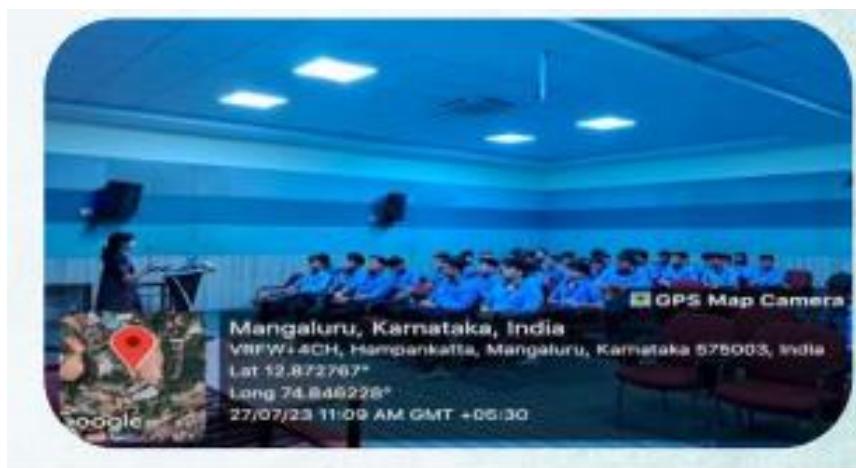 GPS Map Camera
Mangaluru, Karnataka, India
V8FW+4CH, Hampankatta, Mangaluru, Karnataka 575003, India
Lat 12.872767°
Long 74.846228°
27/07/23 11:09 AM GMT +05:30
Google